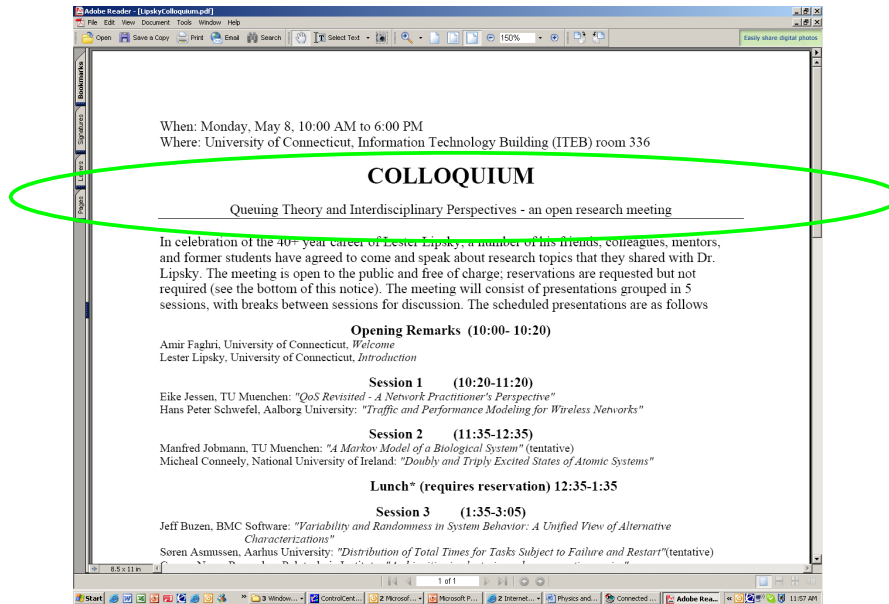 Adobe Reader - [LipskyColloquium.pdf]
File Edit View Document Tools Window Help
Open Save a Copy Print Email Search Select Text 150% Easily share digital photos
Bookmarks
Signatures
Layers
Pages
When: Monday, May 8, 10:00 AM to 6:00 PM
Where: University of Connecticut, Information Technology Building (ITEB) room 336
COLLOQUIUM
Queuing Theory and Interdisciplinary Perspectives - an open research meeting
In celebration of the 40+ year career of Lester Lipsky, a number of his friends, colleagues, mentors,
and former students have agreed to come and speak about research topics that they shared with Dr.
Lipsky. The meeting is open to the public and free of charge; reservations are requested but not
required (see the bottom of this notice). The meeting will consist of presentations grouped in 5
sessions, with breaks between sessions for discussion. The scheduled presentations are as follows
Opening Remarks (10:00- 10:20)
Amir Faghri, University of Connecticut, Welcome
Lester Lipsky, University of Connecticut, Introduction
Session 1 (10:20-11:20)
Eike Jessen, TU Muenchen: "QoS Revisited - A Network Practitioner's Perspective"
Hans Peter Schwefel, Aalborg University: "Traffic and Performance Modeling for Wireless Networks"
Session 2 (11:35-12:35)
Manfred Jobmann, TU Muenchen: "A Markov Model of a Biological System" (tentative)
Micheal Conneely, National University of Ireland: "Doubly and Triply Excited States of Atomic Systems"
Lunch* (requires reservation) 12:35-1:35
Session 3 (1:35-3:05)
Jeff Buzen, BMC Software: "Variability and Randomness in System Behavior: A Unified View of Alternative
Characterizations"
Søren Asmussen, Aarhus University: "Distribution of Total Times for Tasks Subject to Failure and Restart"(tentative)
8.5 x 11 in
1 of 1
Start 3 Window... ControlCent... 2 Microsof... Microsoft P... 2 Internet... Physics and... Connected ... Adobe Rea... 11:57 AM